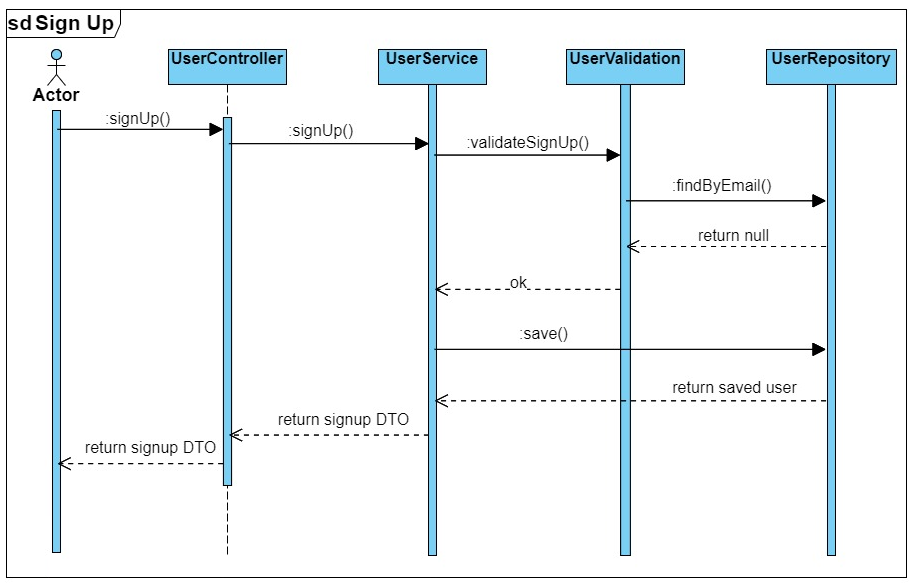 sd Sign Up
Actor
UserController
UserService
UserValidation
UserRepository
:signUp()
:signUp()
:validateSignUp()
:findByEmail()
return null
ok
:save()
return saved user
return signup DTO
return signup DTO